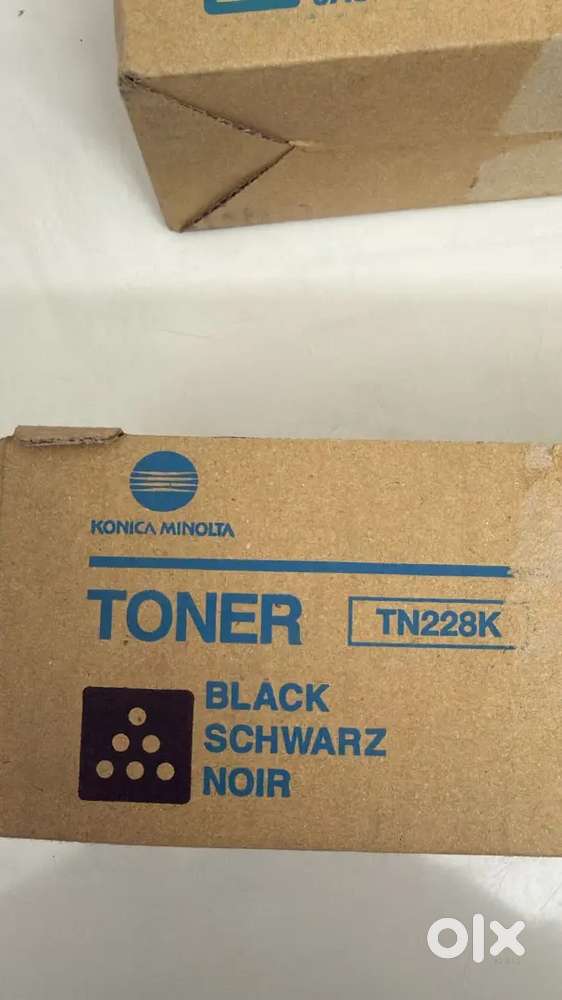 KONICA MINOLTA
TONER TN228K
BLACK
SCHWARZ
NOIR
olx